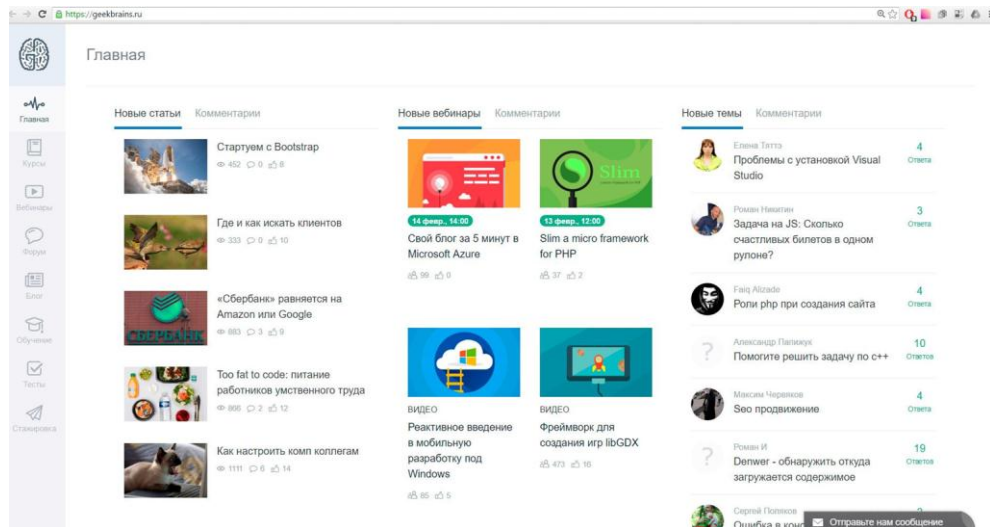 https://geekbrains.ru
Главная
Главная
Курсы
Вебинары
Форум
Блог
Обучение
Тесты
Стажировка
Новые статьи Комментарии
Стартуем с Bootstrap
452 0 8
Где и как искать клиентов
333 0 10
СБЕРБАНК
«Сбербанк» равняется на
Amazon или Google
883 3 9
Too fat to code: питание
работников умственного труда
866 2 12
Как настроить комп коллегам
1111 6 14
Новые вебинары Комментарии
14 февр., 14:00
Свой блог за 5 минут в
Microsoft Azure
99 0
Slim
13 февр., 12:00
Slim a micro framework
for PHP
37 2
ВИДЕО
Реактивное введение
в мобильную
разработку под
Windows
85 5
ВИДЕО
Фреймворк для
создания игр libGDX
473 16
Новые темы Комментарии
Елена Тяттэ
Проблемы с установкой Visual
Studio
4
Ответа
Роман Никитин
Задача на JS: Сколько
счастливых билетов в одном
рулоне?
3
Ответа
Faiq Alizade
Роли php при создания сайта
4
Ответа
Александр Папижук
Помогите решить задачу по с++
10
Ответов
Максим Червяков
Seo продвижение
4
Ответа
Роман И
Denwer - обнаружить откуда
загружается содержимое
19
Ответов
Сергей Поляков
Ошибка в
Отправьте нам сообщение